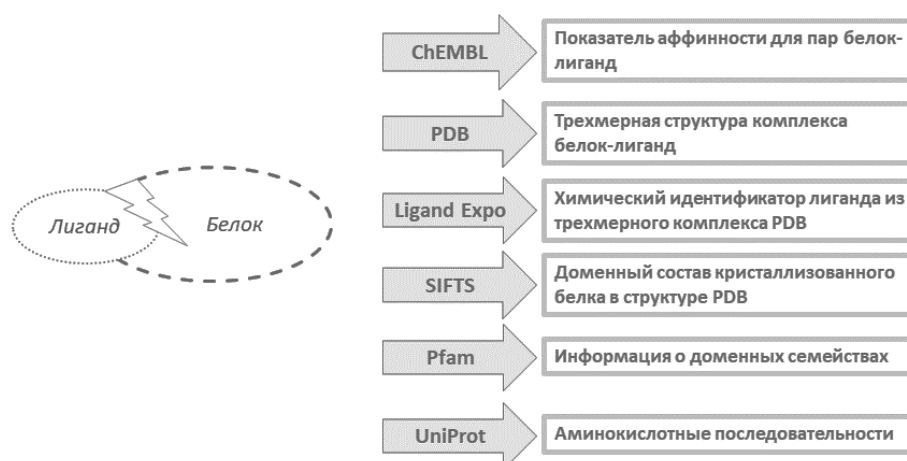 Лиганд
Белок
ChEMBL
Показатель аффинности для пар белок-
лиганд
PDB
Трехмерная структура комплекса
белок-лиганд
Ligand Expo
Химический идентификатор лиганда из
трехмерного комплекса PDB
SIFTS
Доменный состав кристаллизованного
белка в структуре PDB
Pfam
Информация о доменных семействах
UniProt
Аминокислотные последовательности